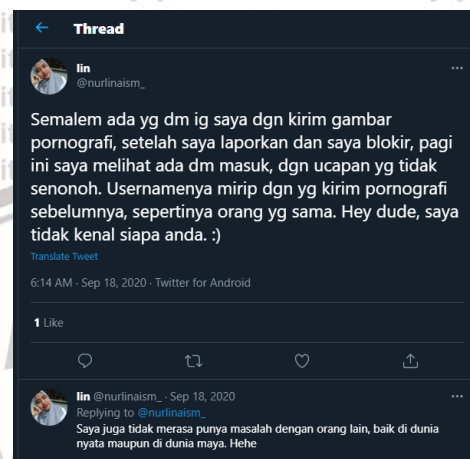 Thread
lin
@nurlinaism_
Semalem ada yg dm ig saya dgn kirim gambar
pornografi, setelah saya laporkan dan saya blokir, pagi
ini saya melihat ada dm masuk, dgn ucapan yg tidak
senonoh. Usernamenya mirip dgn yg kirim pornografi
sebelumnya, sepertinya orang yg sama. Hey dude, saya
tidak kenal siapa anda. :)
Translate Tweet
6:14 AM · Sep 18, 2020 · Twitter for Android
1 Like
lin @nurlinaism_ · Sep 18, 2020
Replying to @nurlinaism_
Saya juga tidak merasa punya masalah dengan orang lain, baik di dunia
nyata maupun di dunia maya. Hehe